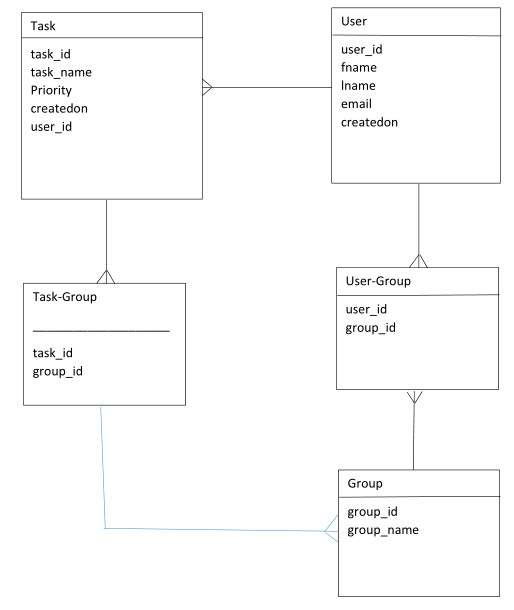 Task
task_id
task_name
Priority
createdon
user_id
User
user_id
fname
lname
email
createdon
Task-Group
task_id
group_id
User-Group
user_id
group_id
Group
group_id
group_name